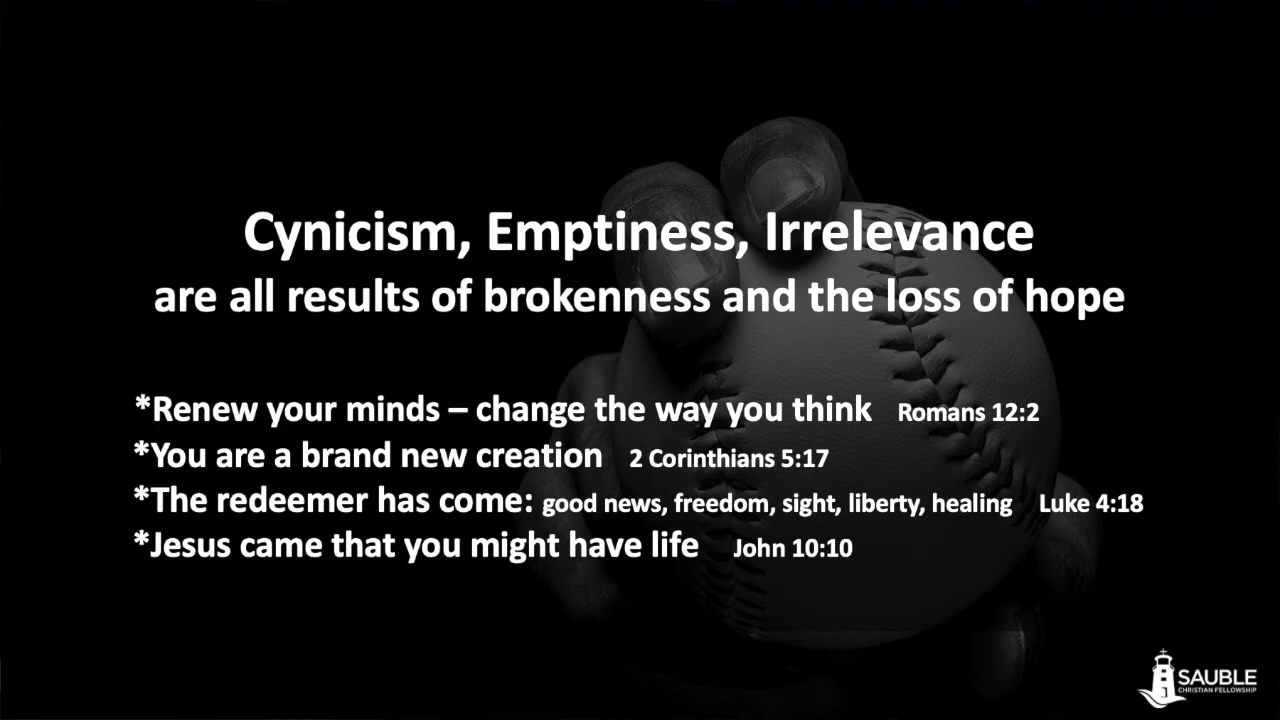 Cynicism, Emptiness, Irrelevance
are all results of brokenness and the loss of hope
*Renew your minds – change the way you think Romans 12:2
*You are a brand new creation 2 Corinthians 5:17
*The redeemer has come: good news, freedom, sight, liberty, healing Luke 4:18
*Jesus came that you might have life John 10:10
SAUBLE
CHRISTIAN FELLOWSHIP